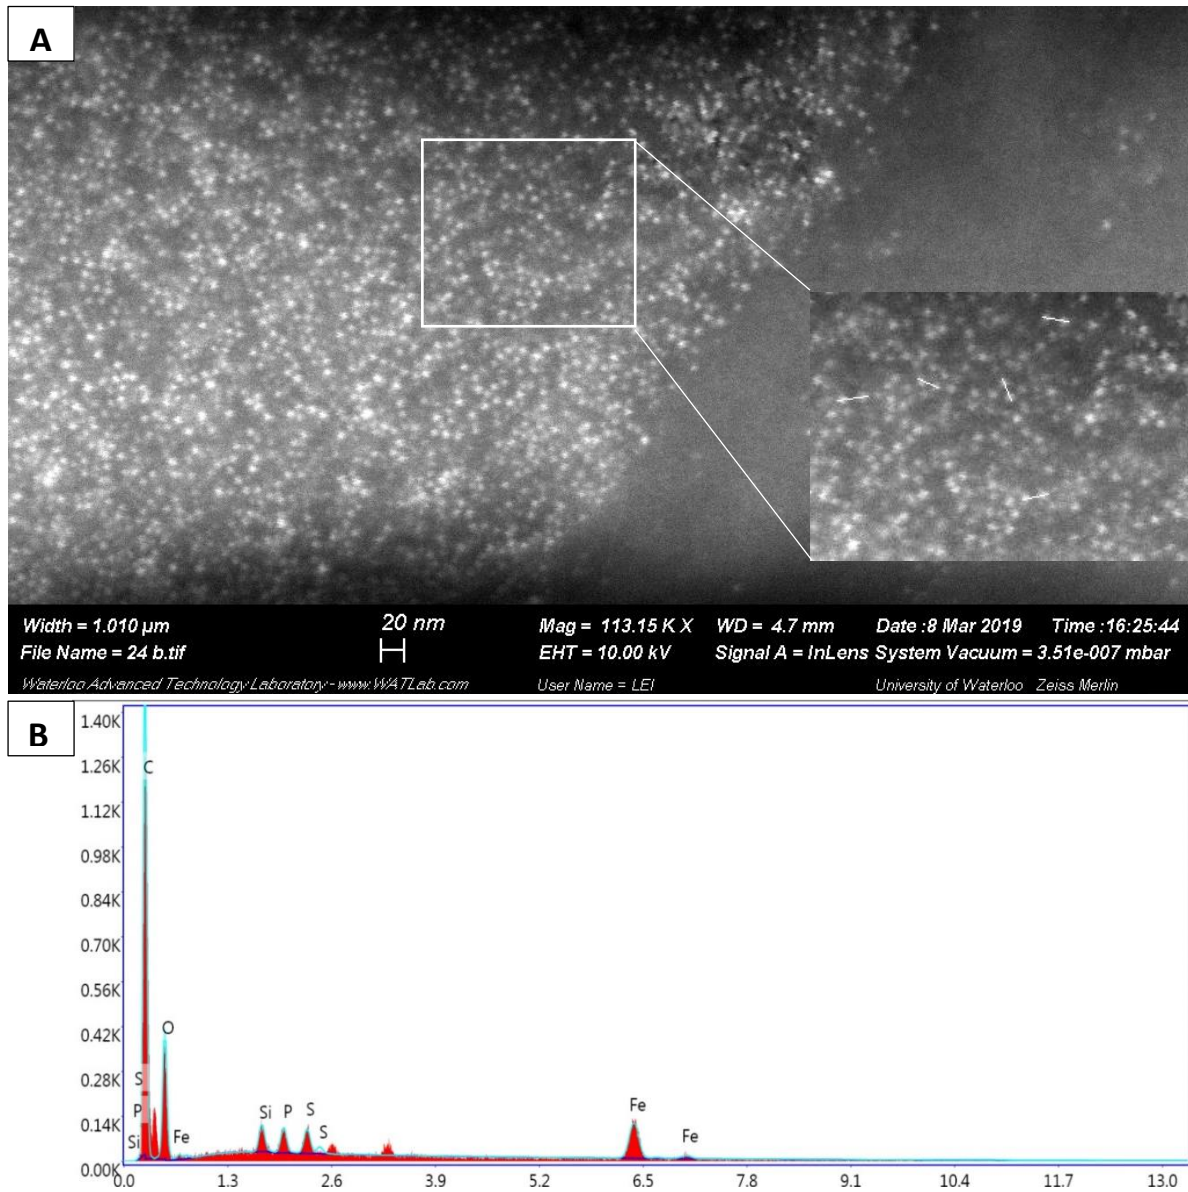 A
Width = 1.010 µm 20 nm Mag = 113.15 K X WD = 4.7 mm Date :8 Mar 2019 Time :16:25:44
File Name = 24 b.tif EHT = 10.00 kV Signal A = InLens System Vacuum = 3.51e-007 mbar
Waterloo Advanced Technology Laboratory - www.WATLab.com User Name = LEI University of Waterloo Zeiss Merlin
B
1.40K
1.26K
C
1.12K
0.98K
0.84K
0.70K
0.56K
0.42K
O
0.28K
S
0.14K
P Si P S Fe
Si Fe S Fe
0.00K
0.0 1.3 2.6 3.9 5.2 6.5 7.8 9.1 10.4 11.7 13.0